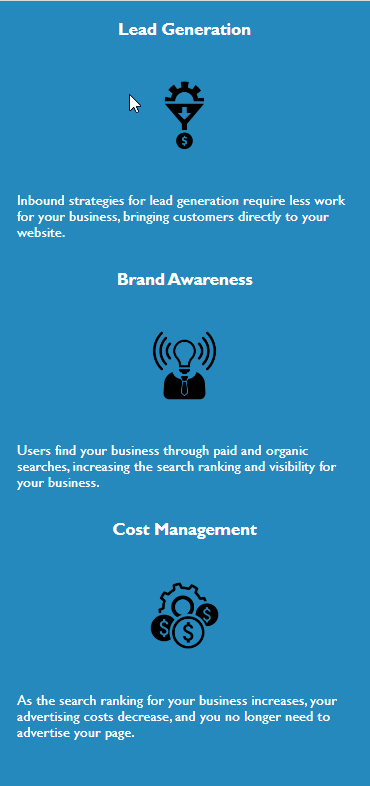 Lead Generation
$
Inbound strategies for lead generation require less work
for your business, bringing customers directly to your
website.
Brand Awareness
Users find your business through paid and organic
searches, increasing the search ranking and visibility for
your business.
Cost Management
$ $ $
As the search ranking for your business increases, your
advertising costs decrease, and you no longer need to
advertise your page.